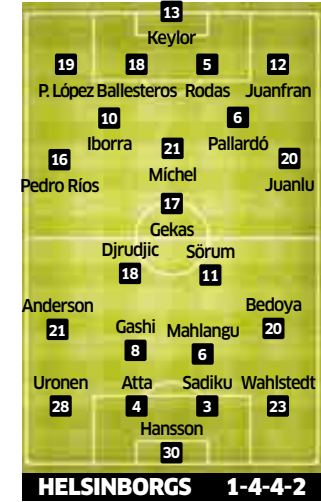 13
Keylor
19 18 5 12
P. López Ballesteros Rodas Juanfran
10 6
Iborra Pallardó
21
Míchel
16 20
Pedro Ríos Juanlu
17
Gekas
Djrudjic Sörum
18 11
Anderson Bedoya
21 20
Gashi Mahlangu
8 6
Uronen Atta Sadiku Wahlstedt
28 4 3 23
Hansson
30
HELSINBORGS 1-4-4-2